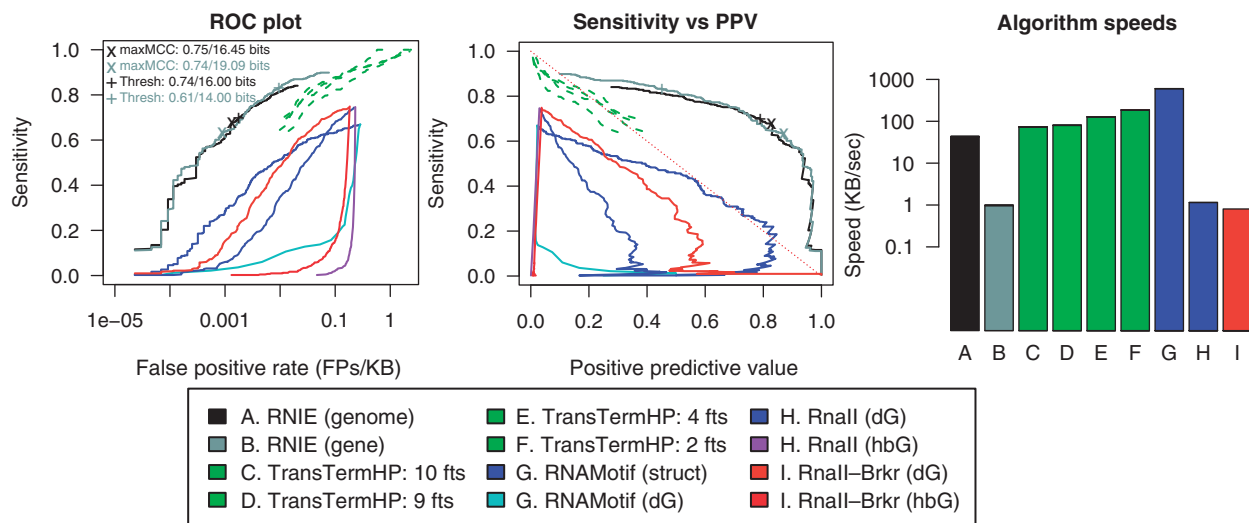 ROC plot
Sensitivity vs PPV
Algorithm speeds
x maxMCC: 0.75/16.45 bits
x maxMCC: 0.74/19.09 bits
+ Thresh: 0.74/16.00 bits
+ Thresh: 0.61/14.00 bits
Sensitivity
1.0
0.8
0.6
0.4
0.2
0.0
1e-05
0.001
0.1
10
False positive rate (FPs/KB)
Sensitivity
1.0
0.8
0.6
0.4
0.2
0.0
0.0
0.2
0.4
0.6
0.8
1.0
Positive predictive value
Speed (KB/sec)
1000
100
10
1
0.1
A B C D E F G H I
A. RNIE (genome)
B. RNIE (gene)
C. TransTermHP: 10 fts
D. TransTermHP: 9 fts
E. TransTermHP: 4 fts
F. TransTermHP: 2 fts
G. RNAMotif (struct)
G. RNAMotif (dG)
H. RnaII (dG)
H. RnaII (hbG)
I. RnaII–Brkr (dG)
I. RnaII–Brkr (hbG)